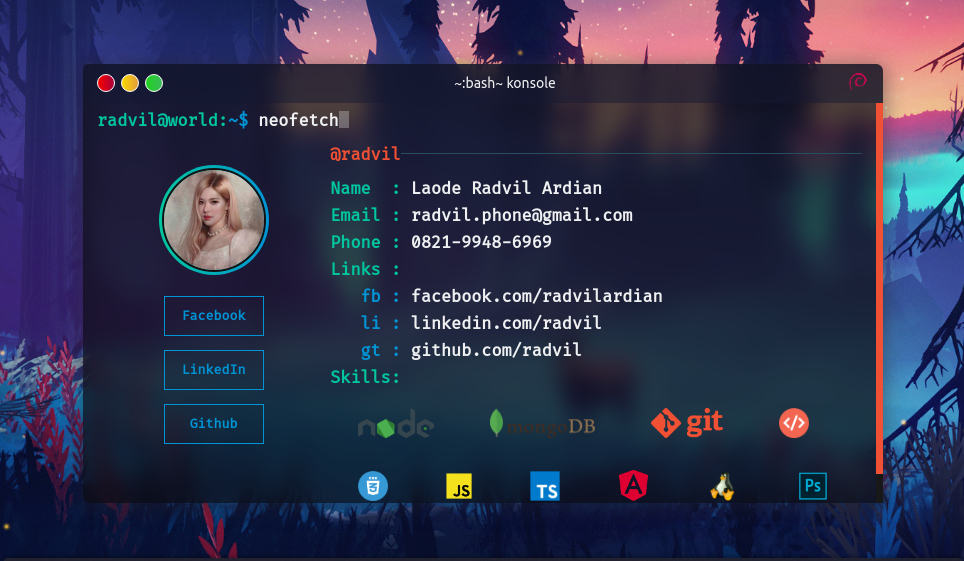 ~:bash~ konsole
radvil@world:~$ neofetch
@radvil
Name : Laode Radvil Ardian
Email : radvil.phone@gmail.com
Phone : 0821-9948-6969
Links :
fb : facebook.com/radvilardian
li : linkedin.com/radvil
gt : github.com/radvil
Skills:
Facebook
LinkedIn
Github
node
mongoDB
git
</>
3
JS
TS
A
Ps